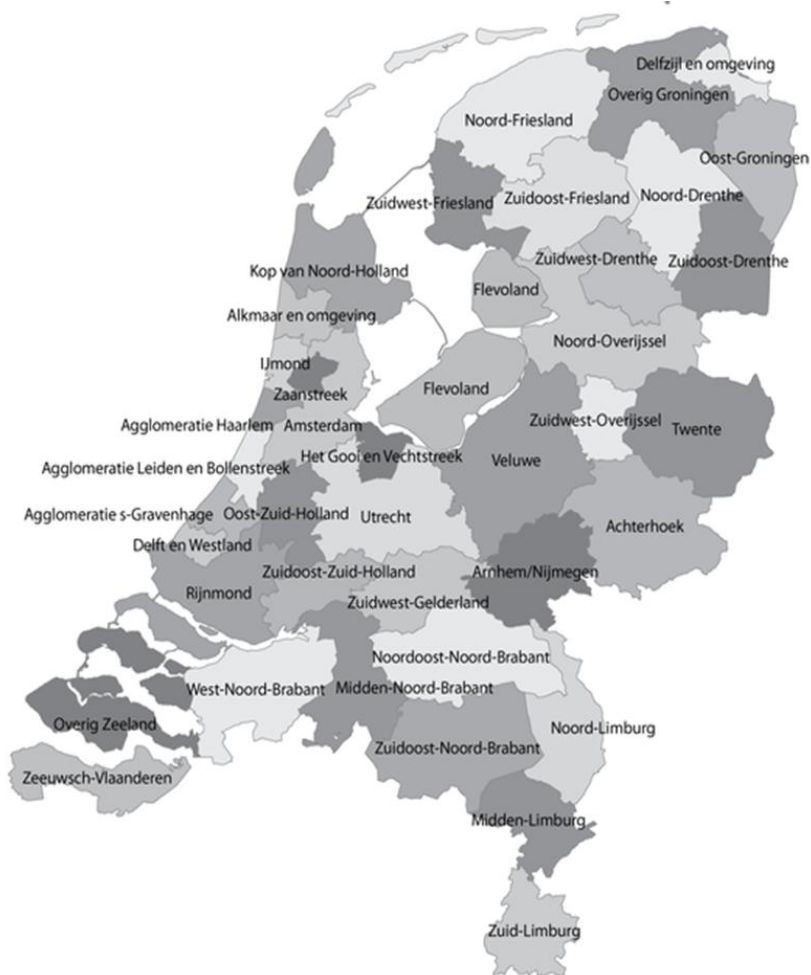 Delfzijl en omgeving
Overig Groningen
Noord-Friesland
Oost-Groningen
Noord-Drenthe
Zuidwest-Friesland
Zuidoost-Friesland
Zuidwest-Drenthe
Zuidoost-Drenthe
Kop van Noord-Holland
Flevoland
Alkmaar en omgeving
Noord-Overijssel
IJmond
Flevoland
Zaanstreek
Zuidwest-Overijssel
Agglomeratie Haarlem
Amsterdam
Twente
Het Gooi en Vechtstreek
Veluwe
Agglomeratie Leiden en Bollenstreek
Agglomeratie s-Gravenhage
Oost-Zuid-Holland
Utrecht
Achterhoek
Delft en Westland
Zuidoost-Zuid-Holland
Arnhem/Nijmegen
Rijnmond
Zuidwest-Gelderland
Noordoost-Noord-Brabant
West-Noord-Brabant
Midden-Noord-Brabant
Overig Zeeland
Noord-Limburg
Zuidoost-Noord-Brabant
Zeeuwsch-Vlaanderen
Midden-Limburg
Zuid-Limburg